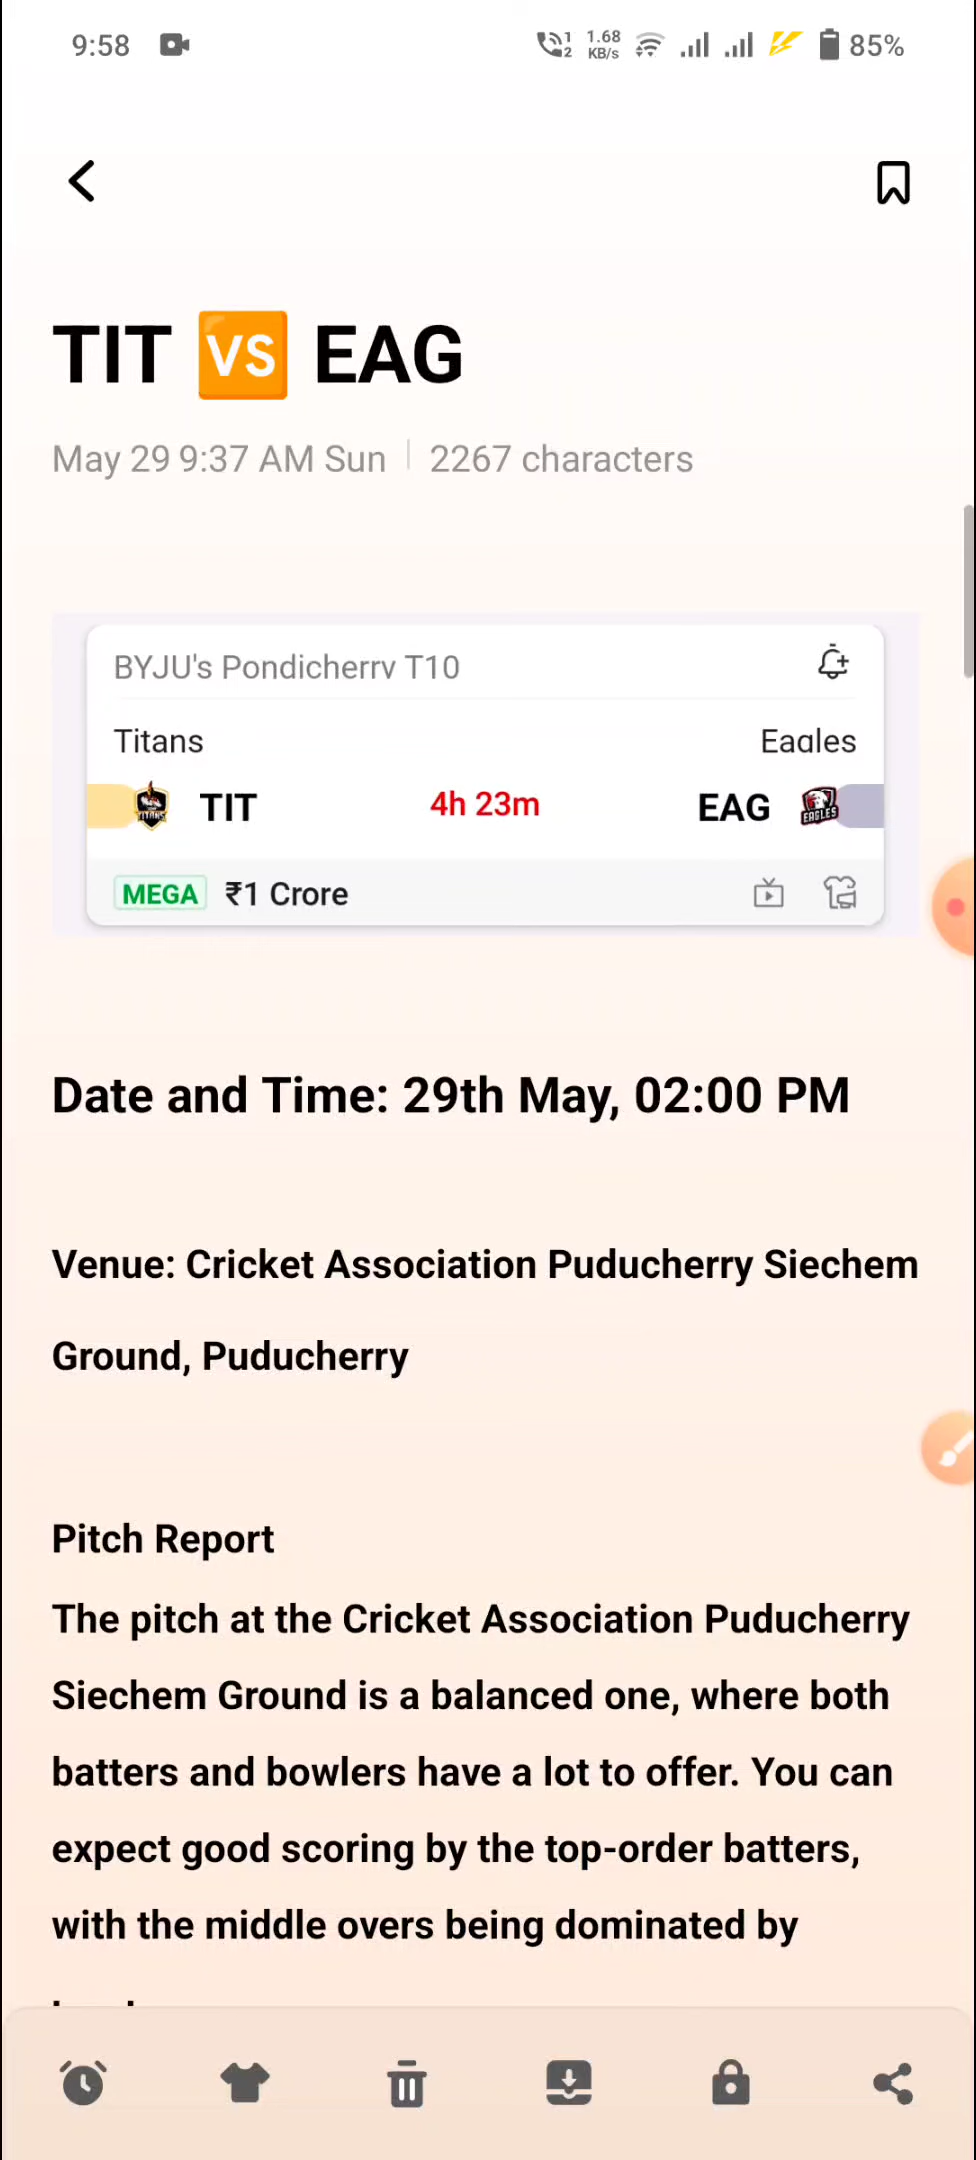 9:58
1
2
1.68
KB/s
85%
TIT VS EAG
May 29 9:37 AM Sun | 2267 characters
BYJU's Pondicherry T10
Titans Eagles
TIT 4h 23m EAG
TITANS
EAGLES
MEGA ₹1 Crore
Date and Time: 29th May, 02:00 PM
Venue: Cricket Association Puducherry Siechem
Ground, Puducherry
Pitch Report
The pitch at the Cricket Association Puducherry
Siechem Ground is a balanced one, where both
batters and bowlers have a lot to offer. You can
expect good scoring by the top-order batters,
with the middle overs being dominated by